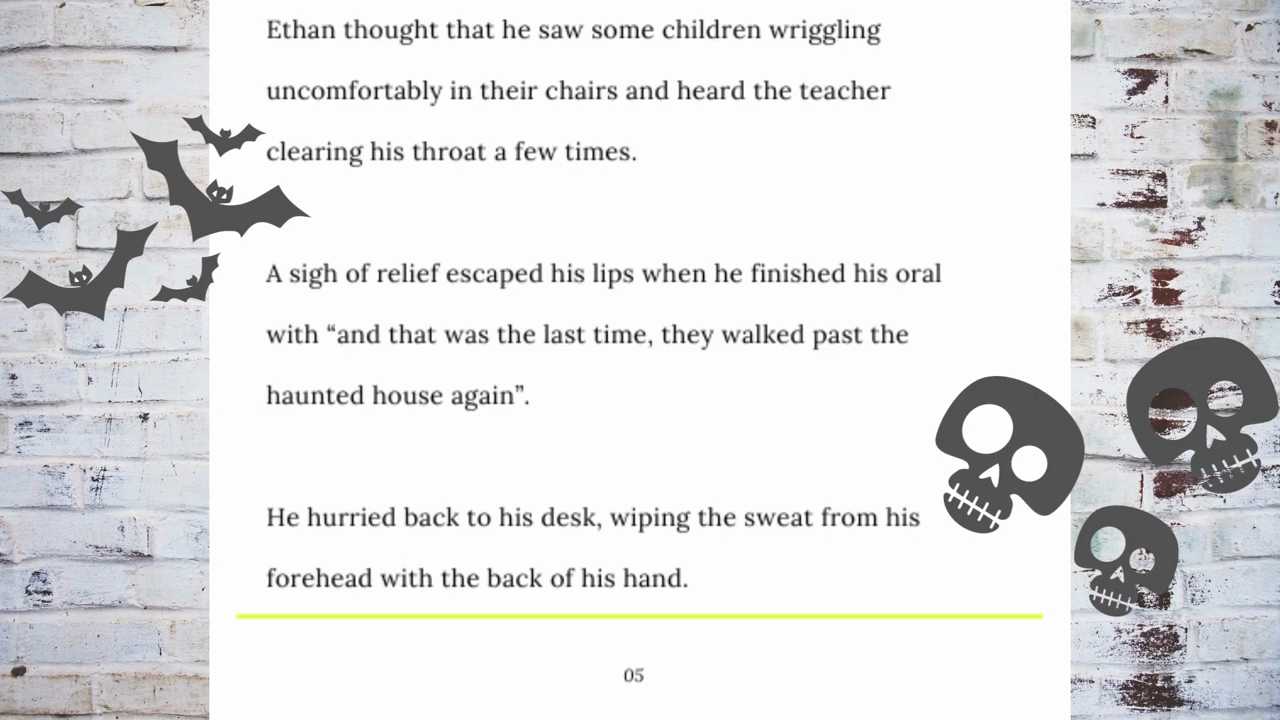 Ethan thought that he saw some children wriggling
uncomfortably in their chairs and heard the teacher
clearing his throat a few times.
A sigh of relief escaped his lips when he finished his oral
with “and that was the last time, they walked past the
haunted house again”.
He hurried back to his desk, wiping the sweat from his
forehead with the back of his hand.
05